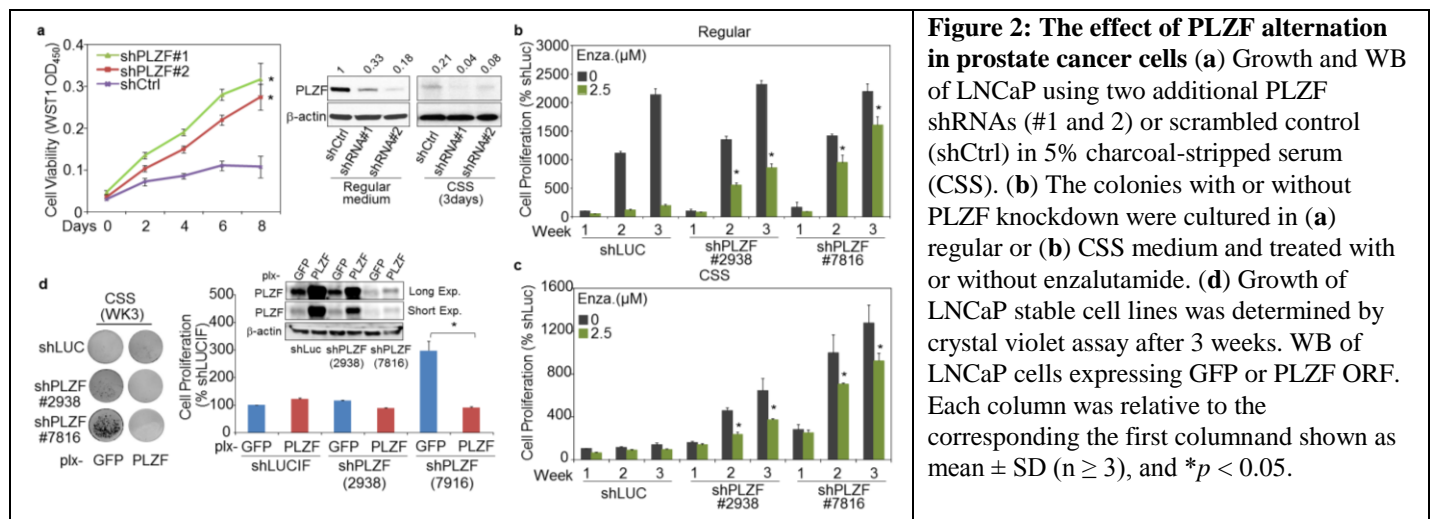 a
Cell Viability (WST1 OD450)
0.4
0.3
0.2
0.1
0
shPLZF#1
shPLZF#2
shCtrl
*
*
Days 0 2 4 6 8
1 0.33 0.18 0.21 0.04 0.08
PLZF
β-actin
shCtrl shRNA#1 shRNA#2 shCtrl shRNA#1 shRNA#2
Regular medium
CSS (3days)
b
Regular
Cell Proliferation (% shLuc)
3000
2500
2000
1500
1000
500
0
Enza.(μM)
0
2.5
* * * *
Week 1 2 3 1 2 3 1 2 3
shLUC shPLZF #2938 shPLZF #7816
c
CSS
Cell Proliferation (% shLuc)
1600
1200
800
400
0
Enza.(μM)
0
2.5
* * * *
Week 1 2 3 1 2 3 1 2 3
shLUC shPLZF #2938 shPLZF #7816
d
CSS
(WK3)
shLUC
shPLZF
#2938
shPLZF
#7816
plx- GFP PLZF
Cell Proliferation
(% shLUCIF)
500
400
300
200
100
0
plx- GFP PLZF GFP PLZF GFP PLZF
PLZF Long Exp.
PLZF Short Exp.
β-actin
shLuc shPLZF (2938) shPLZF (7816)
*
plx- GFP PLZF GFP PLZF GFP PLZF
shLUCIF shPLZF (2938) shPLZF (7916)
Figure 2: The effect of PLZF alternation
in prostate cancer cells (a) Growth and WB
of LNCaP using two additional PLZF
shRNAs (#1 and 2) or scrambled control
(shCtrl) in 5% charcoal-stripped serum
(CSS). (b) The colonies with or without
PLZF knockdown were cultured in (a)
regular or (b) CSS medium and treated with
or without enzalutamide. (d) Growth of
LNCaP stable cell lines was determined by
crystal violet assay after 3 weeks. WB of
LNCaP cells expressing GFP or PLZF ORF.
Each column was relative to the
corresponding the first columnand shown as
mean ± SD (n ≥ 3), and *p < 0.05.